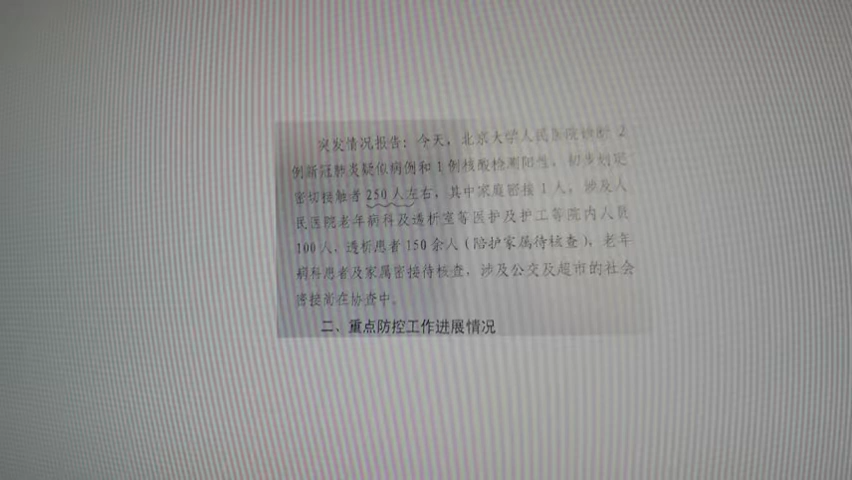 突发情况报告：今天，北京大学人民医院诊断 2
例新冠肺炎疑似病例和 1 例核酸检测阳性，初步划定
密切接触者 250 人左右，其中家庭密接 1 人，涉及人
民医院老年病科及透析室等医护及护工等院内人员
100 人，透析患者 150 余人（陪护家属待核查），老年
病科患者及家属密接待核查，涉及公交及超市的社会
密接尚在协查中。
二、重点防控工作进展情况